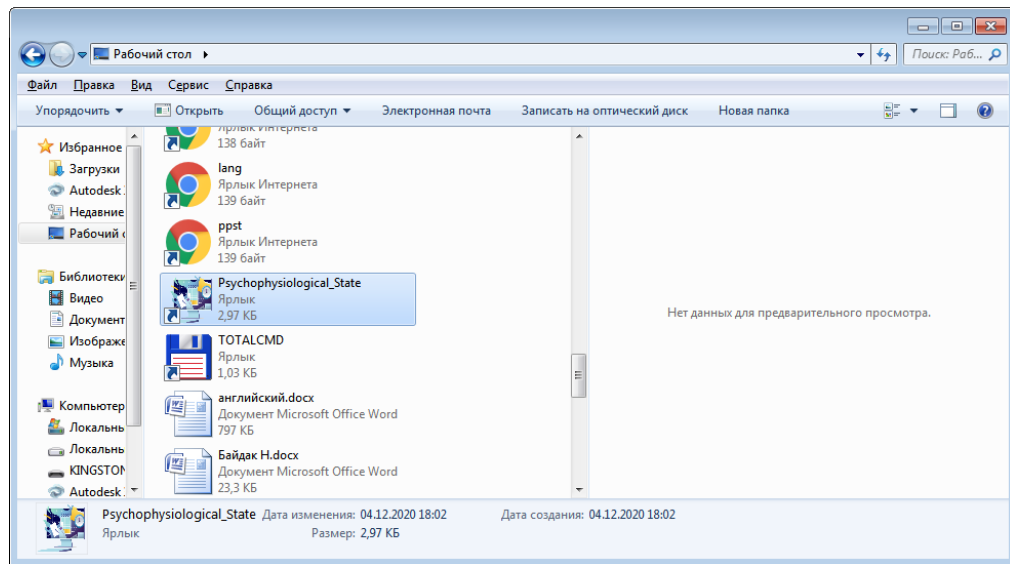 Рабочий стол
Поиск: Раб...
Файл Правка Вид Сервис Справка
Упорядочить Открыть Общий доступ Электронная почта Записать на оптический диск Новая папка
Избранное
Загрузки
Autodesk
Недавние
Рабочий
Библиотеки
Видео
Документ
Изображе
Музыка
Компьютер
Локальнь
Локальнь
KINGSTON
Autodesk
Ярлык Интернета
138 байт
lang
Ярлык Интернета
139 байт
ppst
Ярлык Интернета
139 байт
Psychophysiological_State
Ярлык
2,97 КБ
TOTALCMD
Ярлык
1,03 КБ
английский.docx
Документ Microsoft Office Word
797 КБ
Байдак Н.docx
Документ Microsoft Office Word
23,3 КБ
Нет данных для предварительного просмотра.
Psychophysiological_State Дата изменения: 04.12.2020 18:02 Дата создания: 04.12.2020 18:02
Ярлык Размер: 2,97 КБ